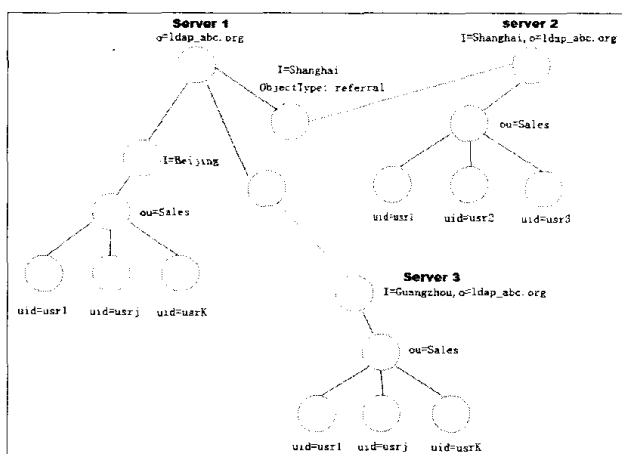 Server 1
o=ldap_abc.org
server 2
I=Shanghai,o=ldap_abc.org
I=Shanghai
ObjectType: referral
ou=Sales
I=Beijing
ou=Sales
uid=usr1
uid=usr2
uid=usr3
Server 3
I=Guangzhou,o=ldap_abc.org
uid=usr1
uid=usrj
uid=usrK
ou=Sales
uid=usr1
uid=usrj
uid=usrK